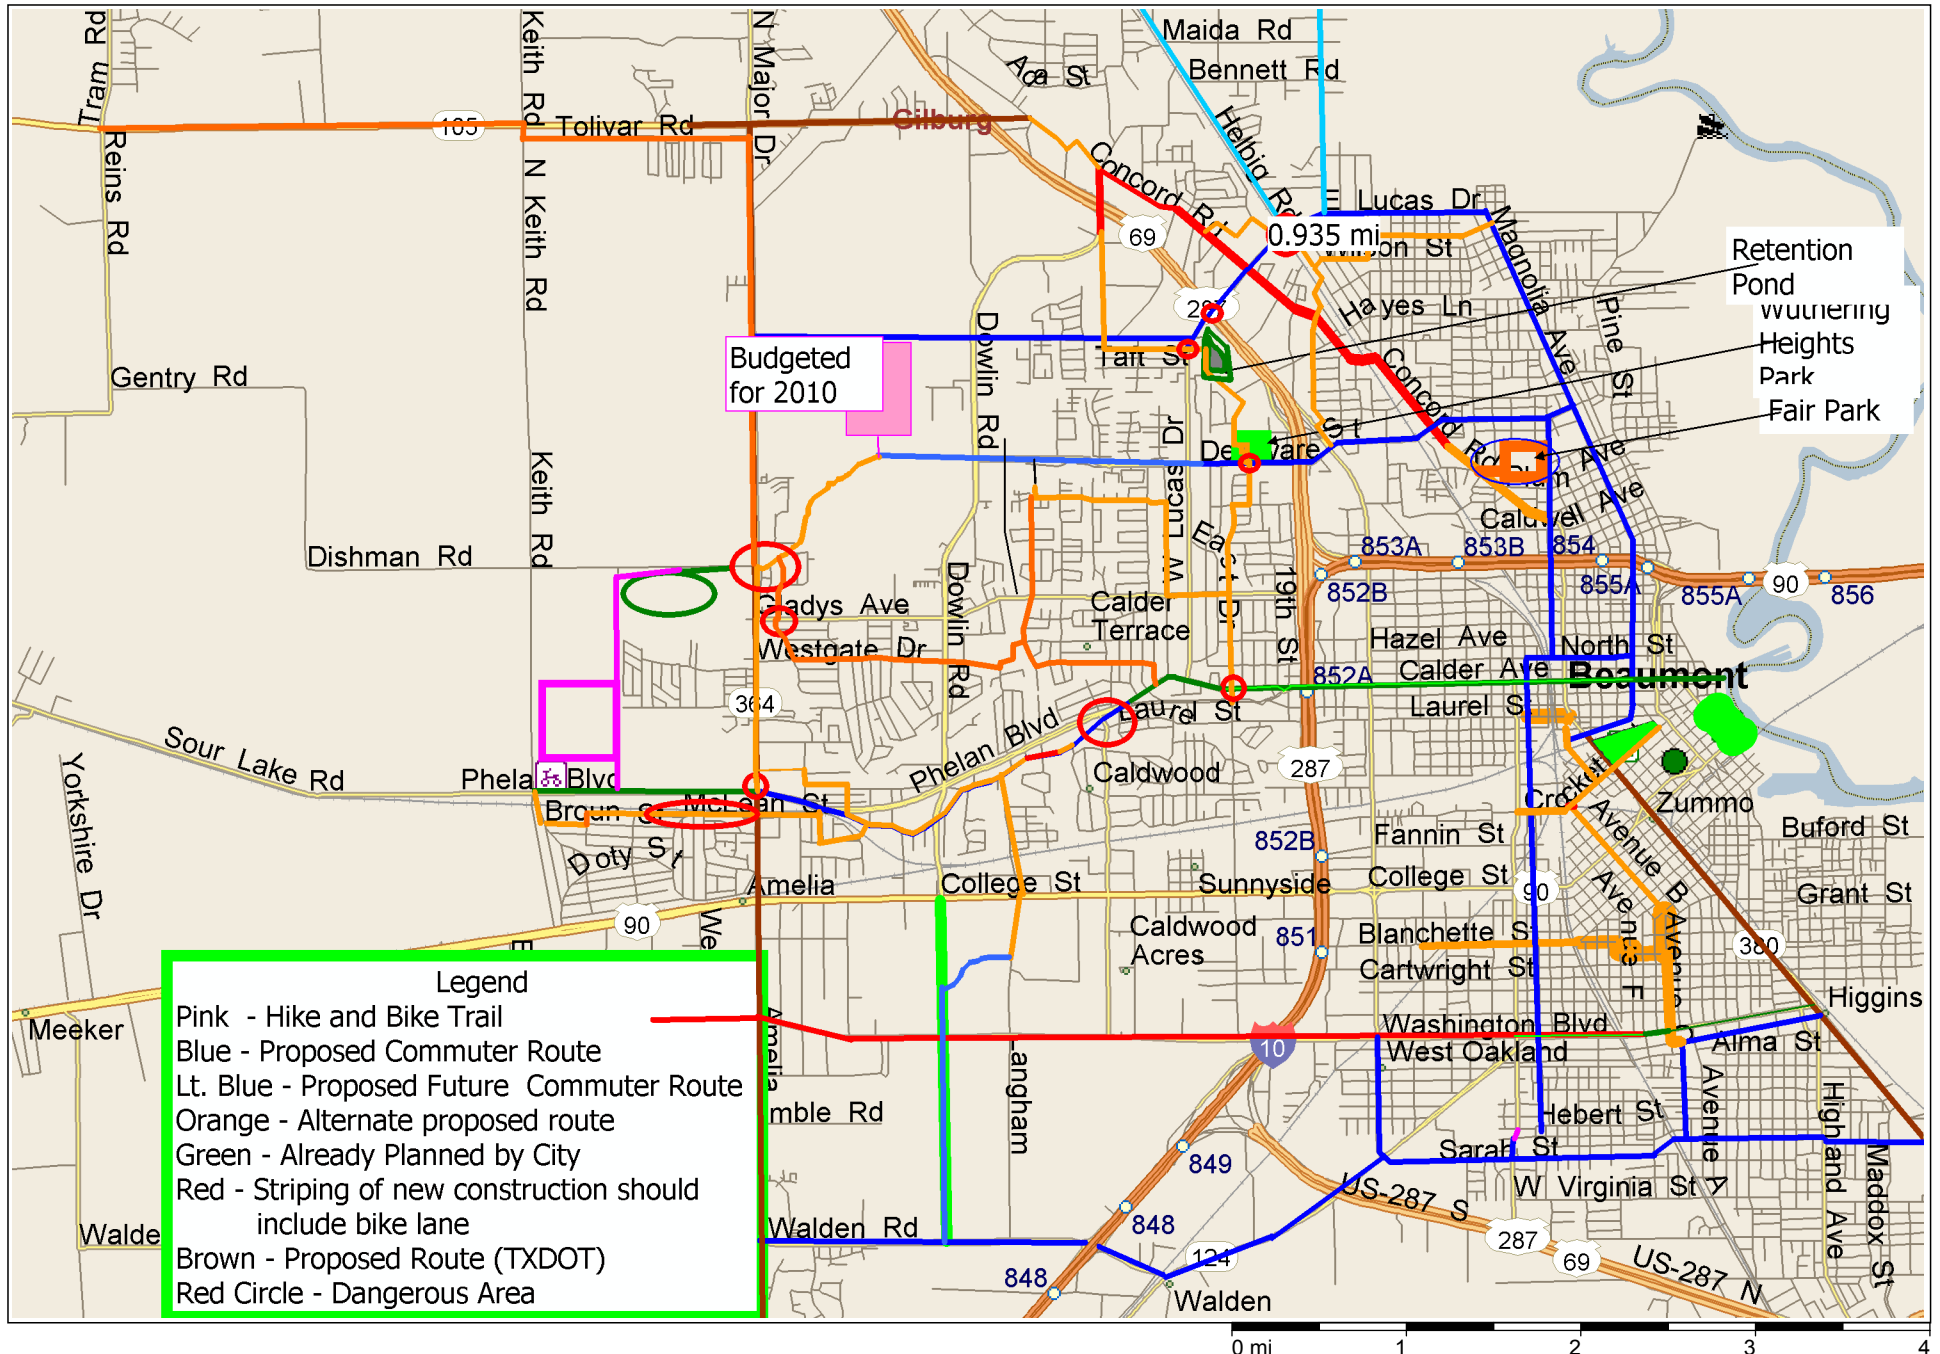 Maida Rd
Bennett Rd
Tram Rd
Keith Rd
N Major Dr
105
Tolivar Rd
Gilburg
Helbig Rd
Concord Rd
Reins Rd
N Keith Rd
69
E Lucas Dr
0.935 mi
Magnolia Ave
Retention
Pond
Wuthering
Heights
Park
Fair Park
Hayes Ln
Pine St
Dowlin Rd
Taft St
Budgeted
for 2010
Gentry Rd
Concord Rd
W Lucas Dr
Keith Rd
Caldwell Ave
East Dr
Dishman Rd
853A
853B
854
855A
855A
90
856
852B
19th St
Gladys Ave
Dowlin Rd
Calder
Terrace
Westgate Dr
Hazel Ave
North St
Calder Ave
Beaumont
852A
364
Laurel St
Laurel S
Phelan Blvd
Sour Lake Rd
Phela
Blvd
287
Caldwood
McLean St
Broun St
Crocket
Zummo
Yorkshire Dr
Fannin St
852B
Avenue B
Buford St
Doty St
Amelia
College St
Sunnyside
College St
90
Grant St
90
We
Avenue F
Avenue
Caldwood
Acres
851
Blanchette S
Cartwright St
380
Higgins
Meeker
Washington Blvd
West Oakland
Alma St
10
Amelia
Langham
mble Rd
Hebert St
Avenue A
Highland Ave
Maddox St
Sarah St
849
US-287 S
W Virginia St
Walden Rd
Walde
848
124
287
69
US-287 N
848
Walden
Legend
Pink - Hike and Bike Trail
Blue - Proposed Commuter Route
Lt. Blue - Proposed Future Commuter Route
Orange - Alternate proposed route
Green - Already Planned by City
Red - Striping of new construction should
include bike lane
Brown - Proposed Route (TXDOT)
Red Circle - Dangerous Area
0 mi 1 2 3 4